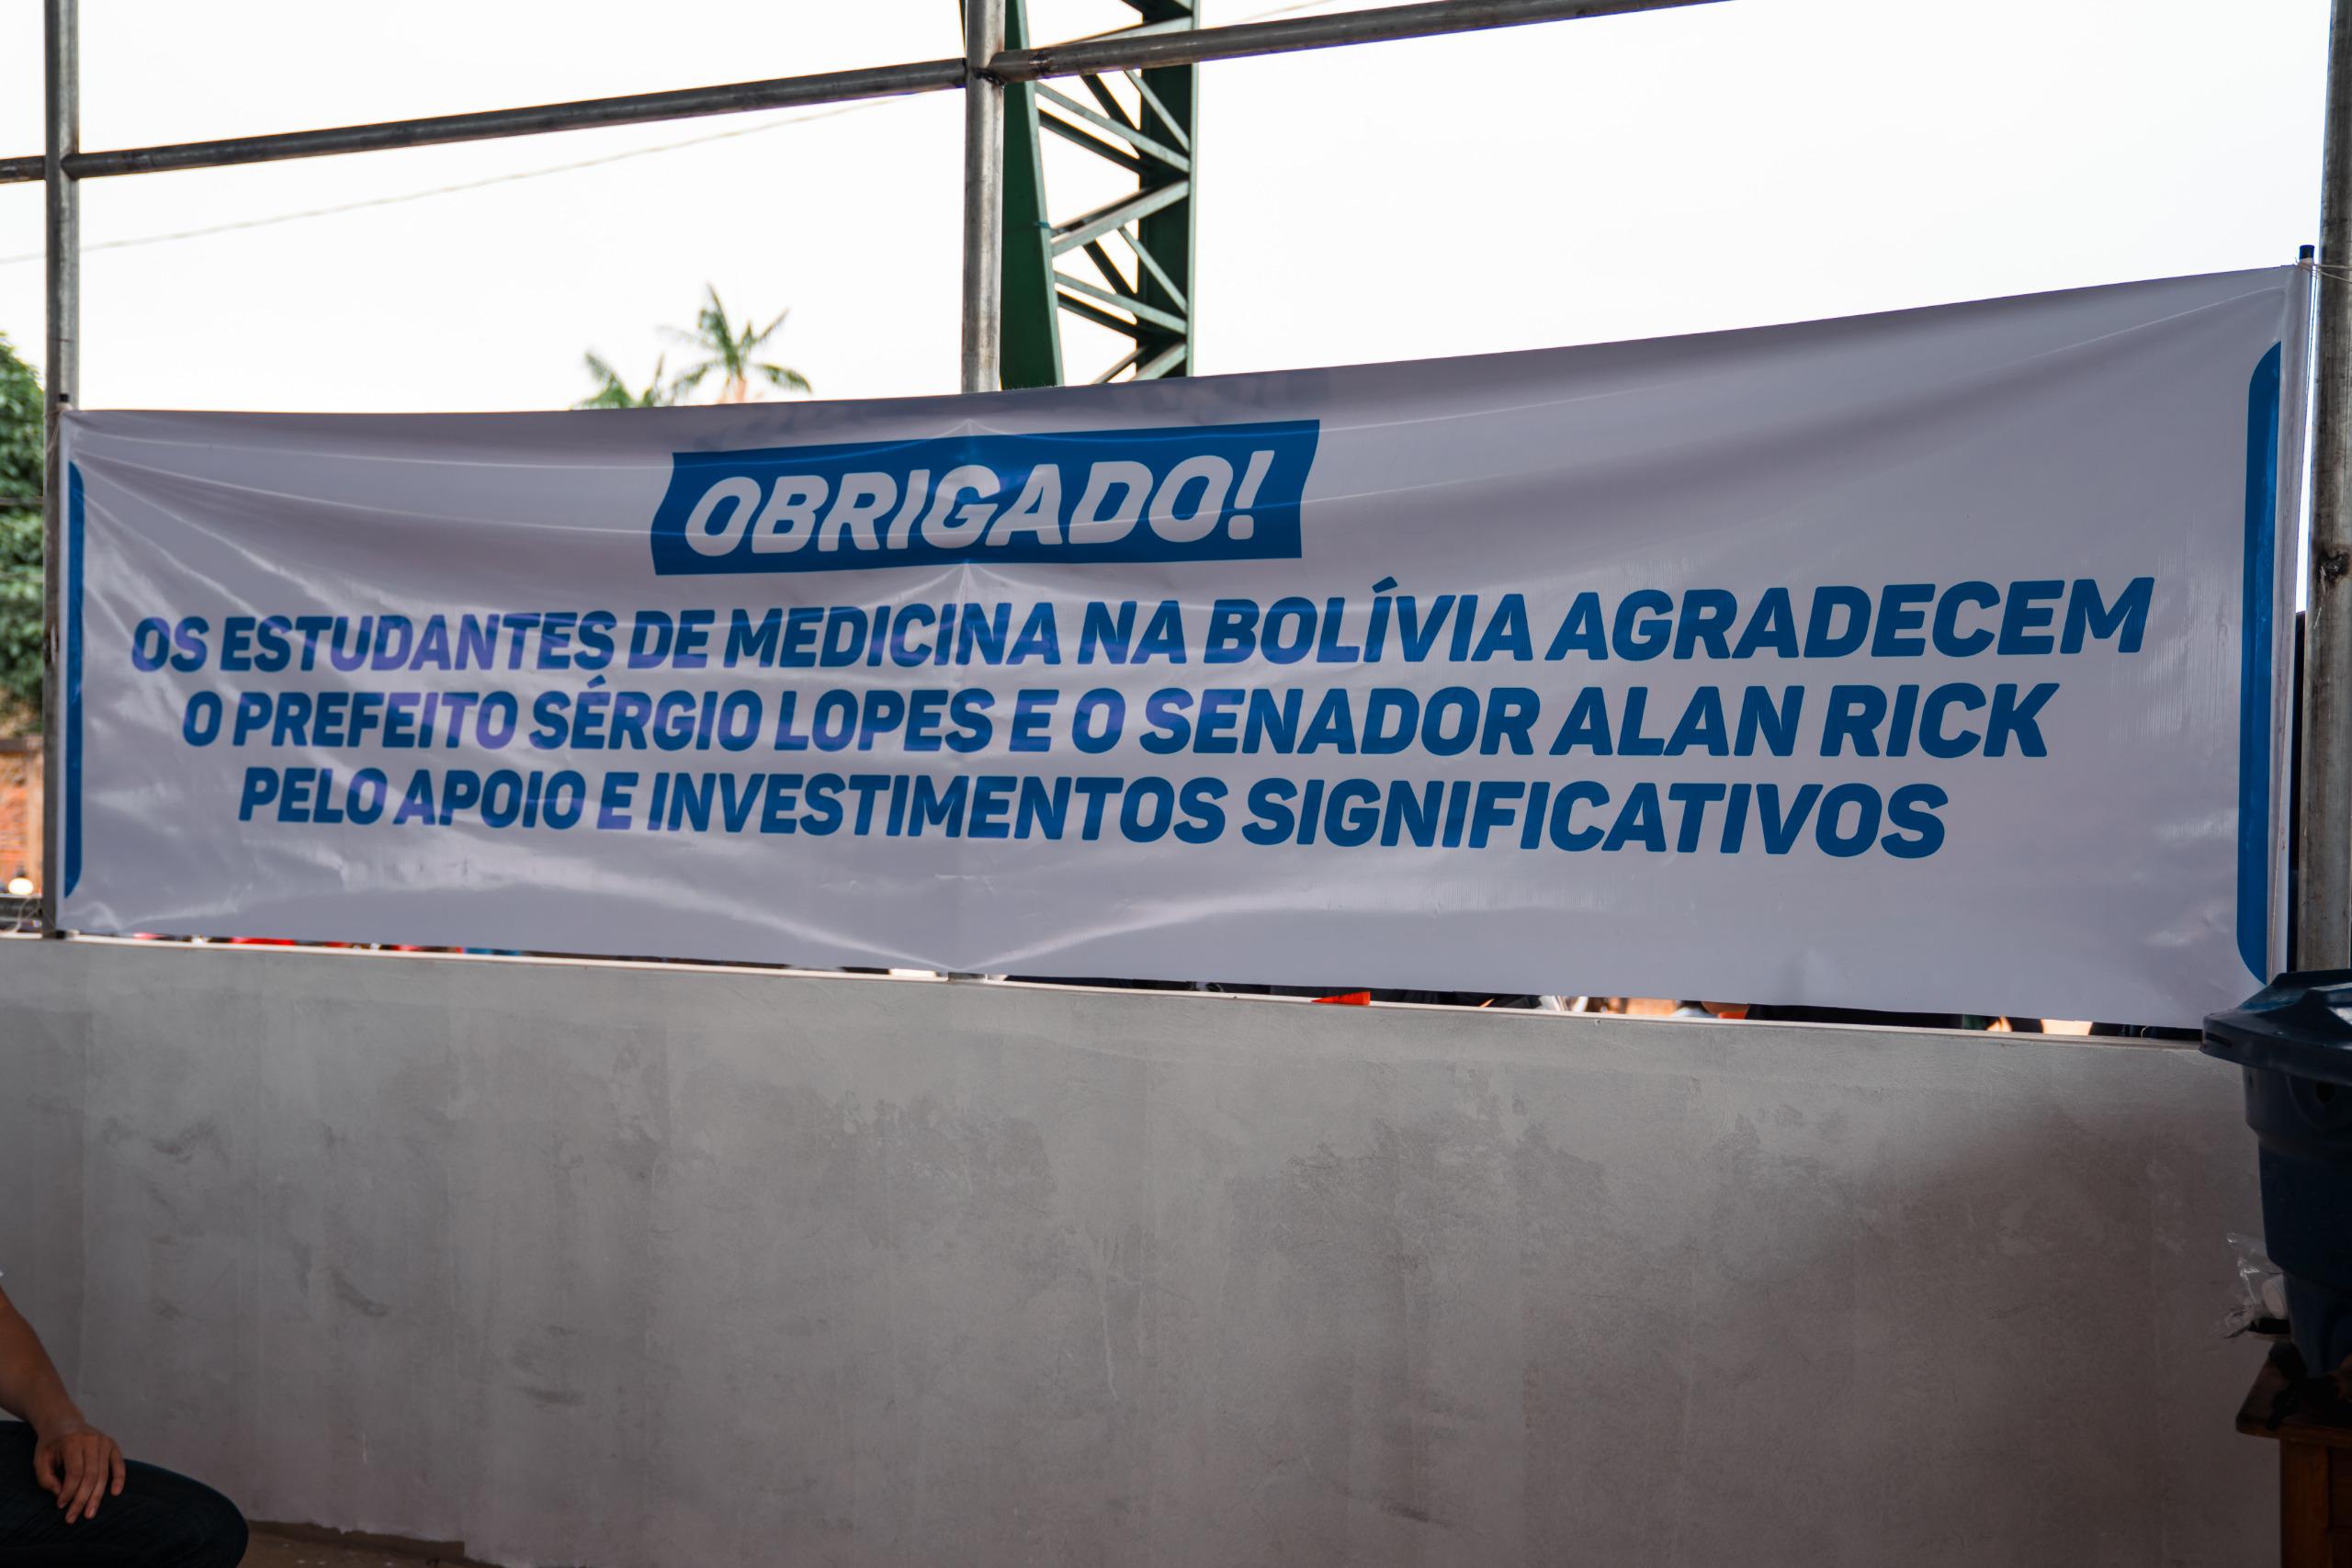 OBRIGADO!
OS ESTUDANTES DE MEDICINA NA BOLÍVIA AGRADECEM
O PREFEITO SÉRGIO LOPES E O SENADOR ALAN RICK
PELO APOIO E INVESTIMENTOS SIGNIFICATIVOS